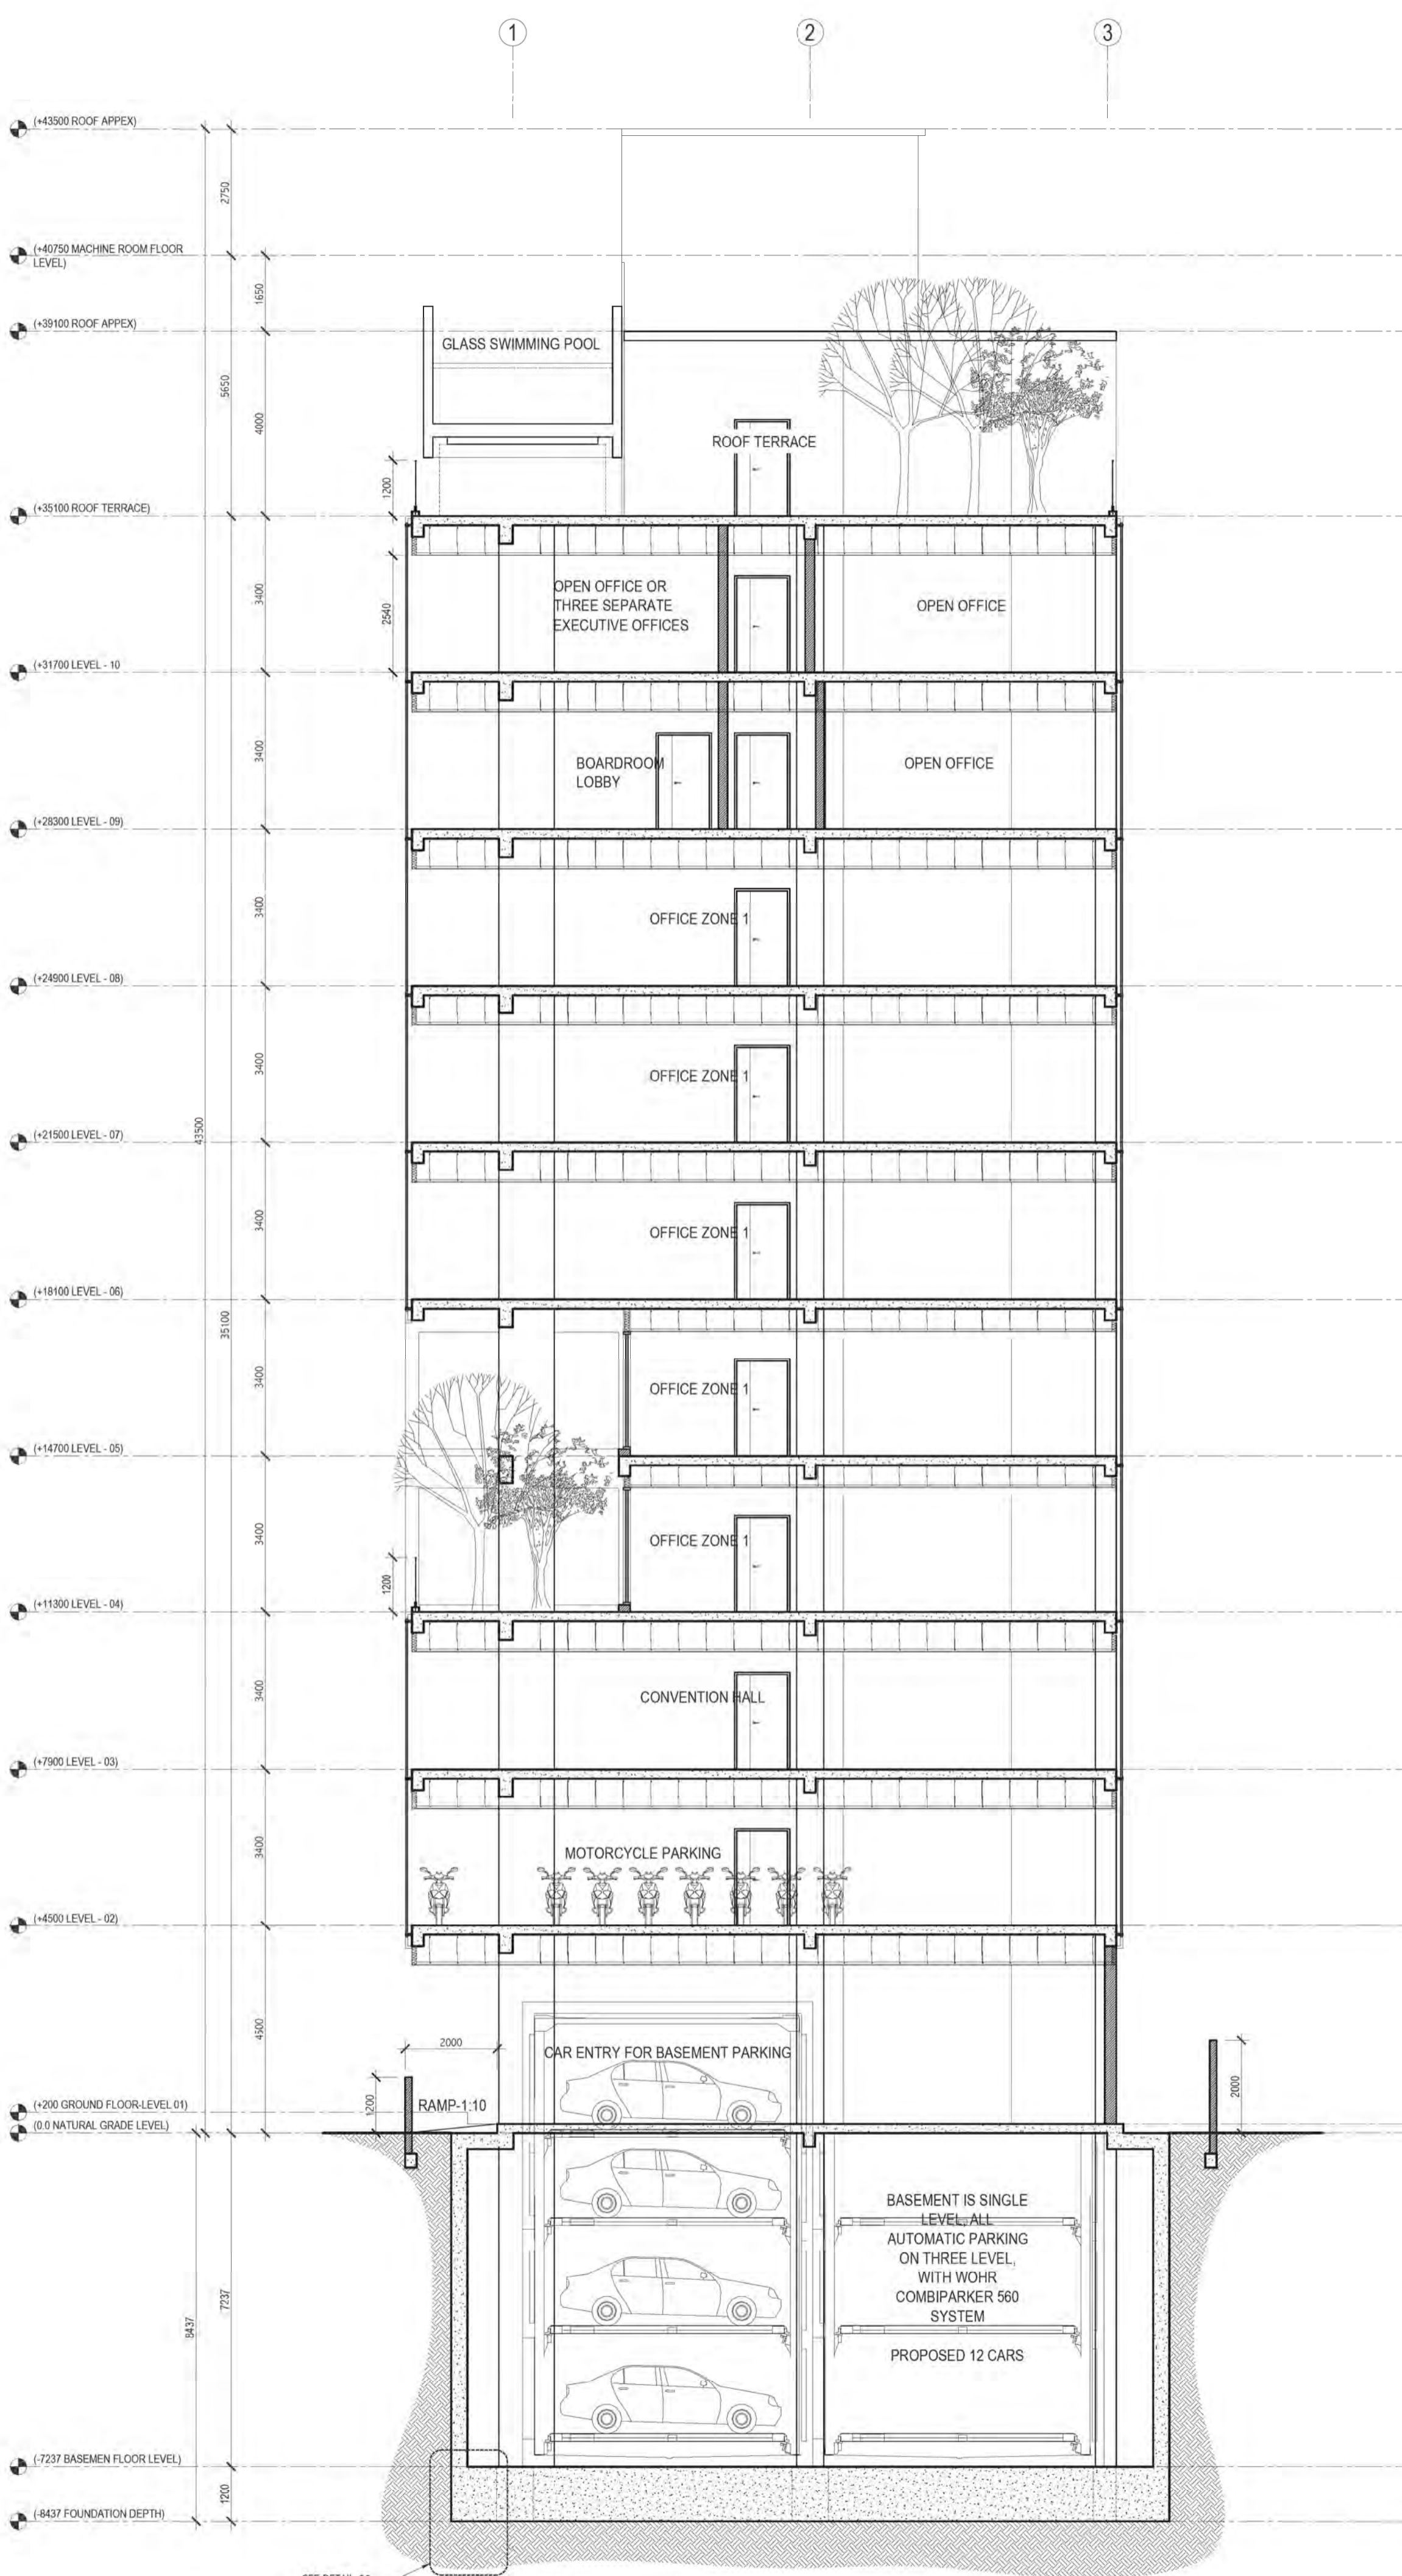 1
2
3
(+43500 ROOF APPEX)
2750
(+40750 MACHINE ROOM FLOOR
LEVEL)
1650
(+39100 ROOF APPEX)
GLASS SWIMMING POOL
5650
4000
ROOF TERRACE
1200
(+35100 ROOF TERRACE)
3400
2540
OPEN OFFICE OR
THREE SEPARATE
EXECUTIVE OFFICES
OPEN OFFICE
(+31700 LEVEL - 10
3400
BOARDROOM
LOBBY
OPEN OFFICE
(+28300 LEVEL - 09)
3400
OFFICE ZONE 1
(+24900 LEVEL - 08)
3400
OFFICE ZONE 1
43500
(+21500 LEVEL - 07)
3400
OFFICE ZONE 1
(+18100 LEVEL - 06)
35100
3400
OFFICE ZONE 1
(+14700 LEVEL - 05)
3400
OFFICE ZONE 1
1200
(+11300 LEVEL - 04)
3400
CONVENTION HALL
(+7900 LEVEL - 03)
3400
MOTORCYCLE PARKING
(+4500 LEVEL - 02)
4500
2000
CAR ENTRY FOR BASEMENT PARKING
1200
2000
(+200 GROUND FLOOR-LEVEL 01)
RAMP-1:10
(0.0 NATURAL GRADE LEVEL)
BASEMENT IS SINGLE
LEVEL, ALL
AUTOMATIC PARKING
ON THREE LEVEL,
WITH WOHR
COMBIPARKER 560
SYSTEM
PROPOSED 12 CARS
8437
7237
(-7237 BASEMEN FLOOR LEVEL)
1200
(-8437 FOUNDATION DEPTH)